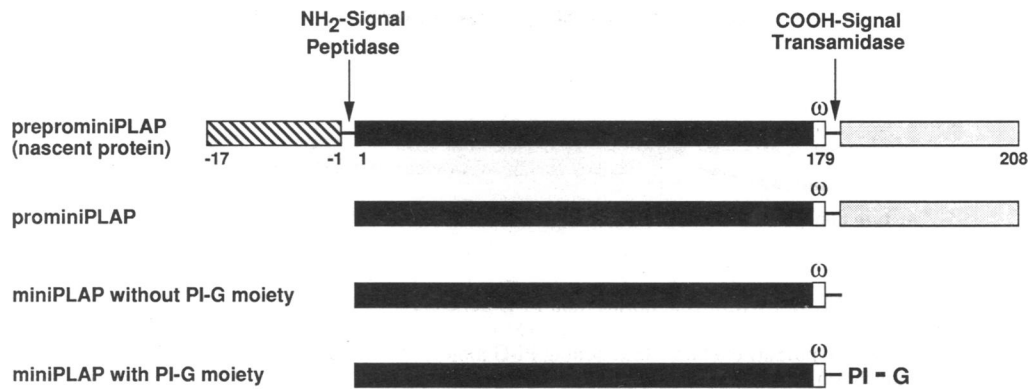 NH2-Signal
Peptidase
COOH-Signal
Transamidase
ω
preprominiPLAP
(nascent protein)
-17
-1
1
179
208
ω
prominiPLAP
ω
miniPLAP without PI-G moiety
ω
miniPLAP with PI-G moiety
PI - G